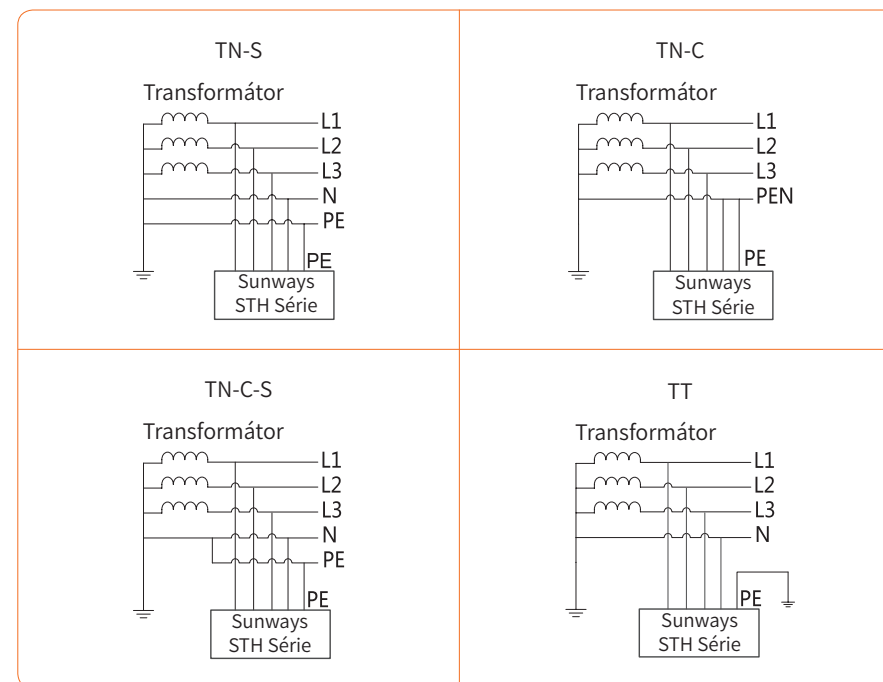 TN-S
Transformátor
L1
L2
L3
N
PE
PE
Sunways
STH Série
TN-C
Transformátor
L1
L2
L3
PEN
PE
Sunways
STH Série
TN-C-S
Transformátor
L1
L2
L3
N
PE
PE
Sunways
STH Série
TT
Transformátor
L1
L2
L3
N
PE
Sunways
STH Série